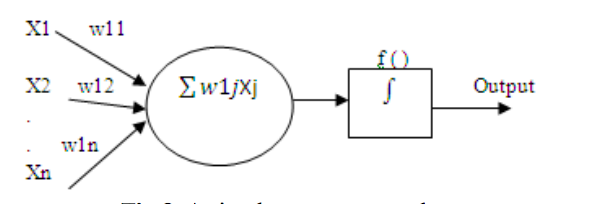 X1 w11
f()
X2 w12 ∑w1jXj ∫ Output
.
. w1n
Xn